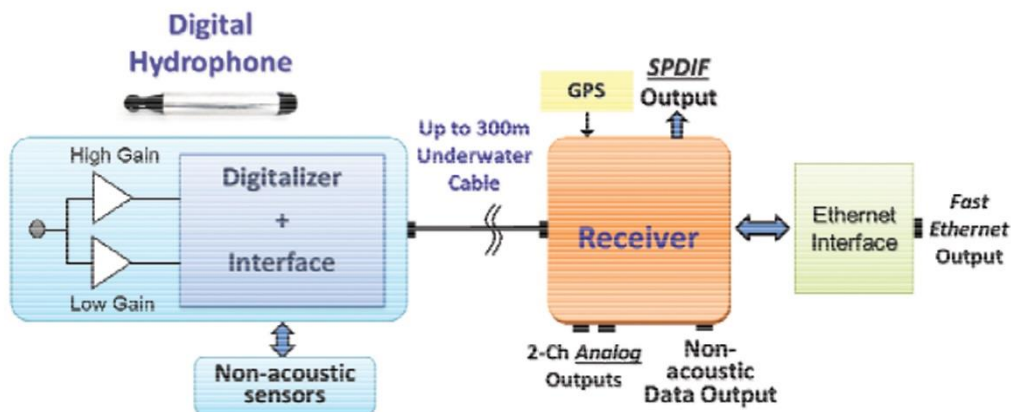 Digital
Hydrophone
High Gain
Low Gain
Digitalizer
+
Interface
Non-acoustic
sensors
Up to 300m
Underwater
Cable
GPS
SPDIF
Output
Receiver
2-Ch Analog
Outputs
Non-
acoustic
Data Output
Ethernet
Interface
Fast
Ethernet
Output